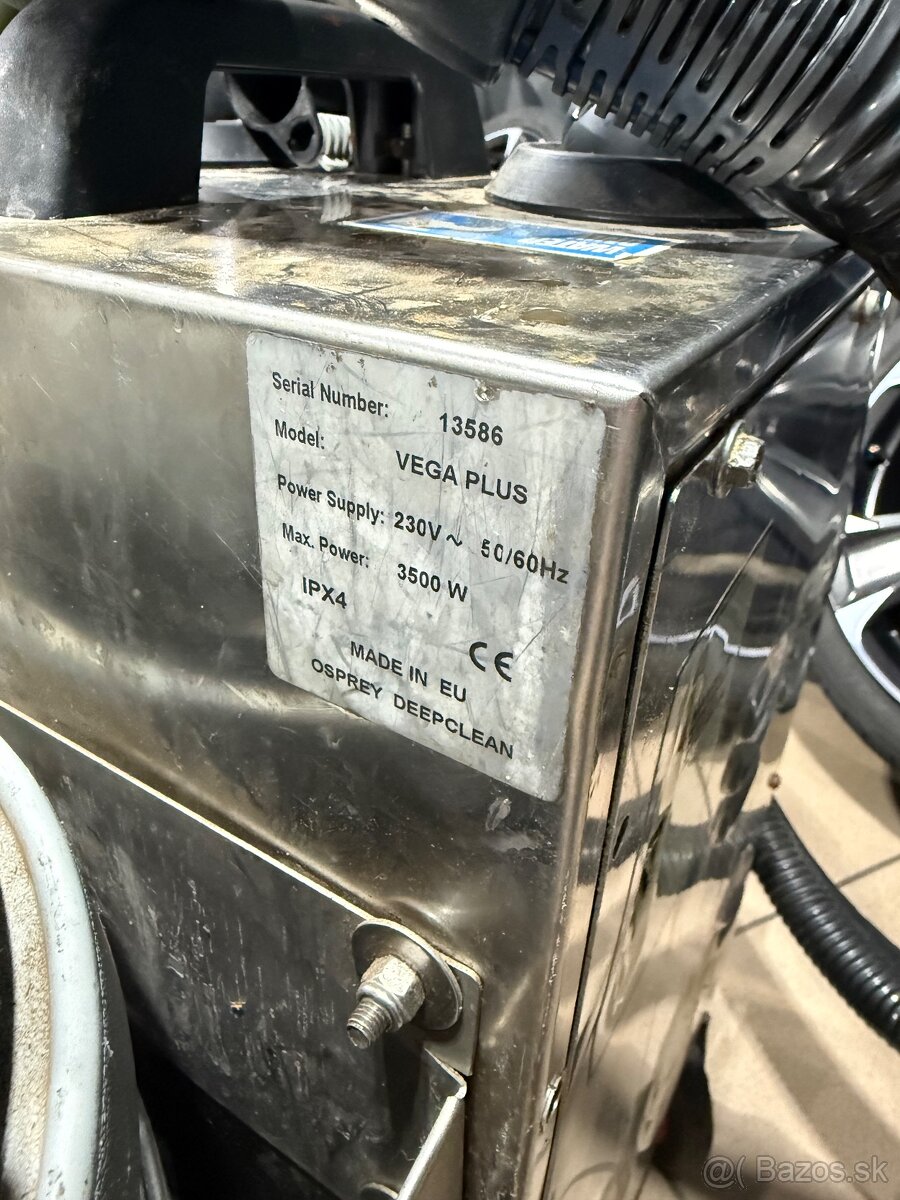 Serial Number: 13586
Model: VEGA PLUS
Power Supply: 230V ~ 50/60Hz
Max. Power: 3500 W
IPX4
CE
MADE IN EU
OSPREY DEEPCLEAN
@( Bazos.sk